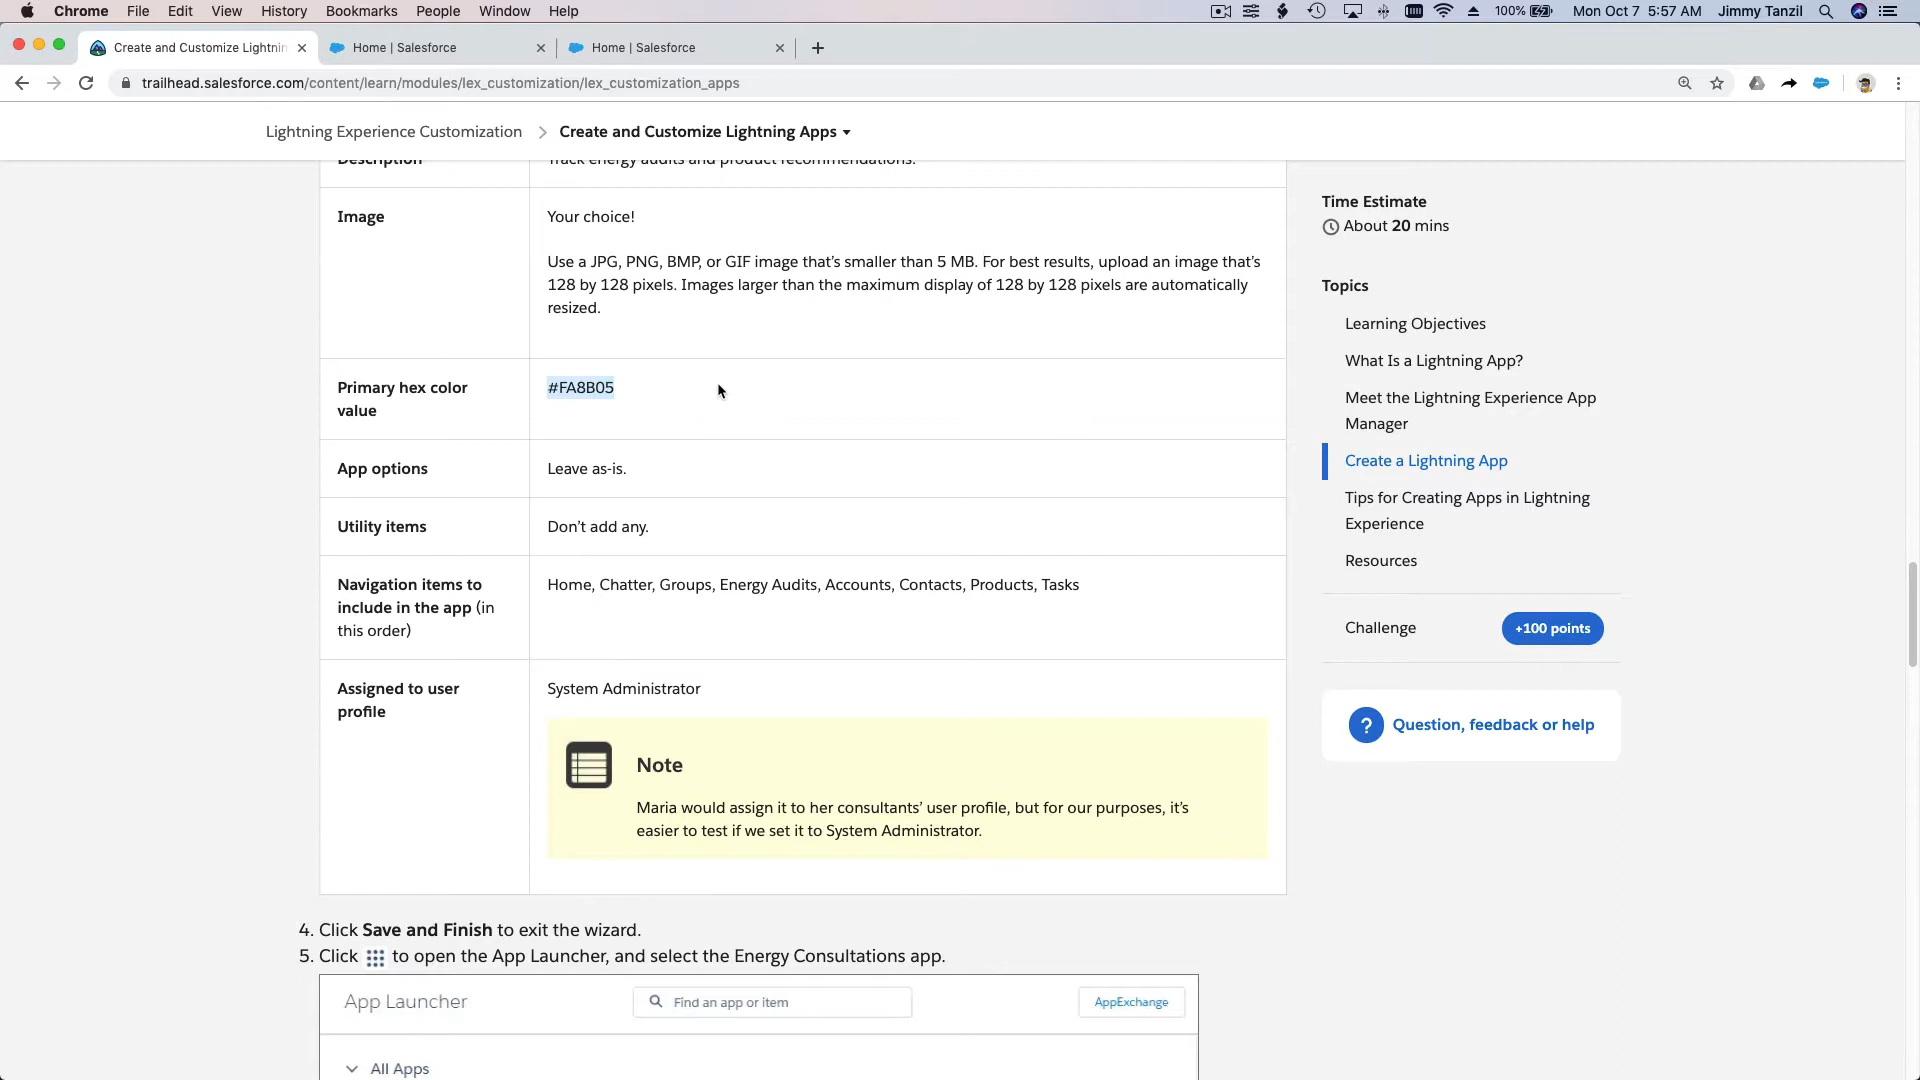 Chrome File Edit View History Bookmarks People Window Help 100% Mon Oct 7 5:57 AM Jimmy Tanzil
Create and Customize Lightnin Home | Salesforce Home | Salesforce
trailhead.salesforce.com/content/learn/modules/lex_customization/lex_customization_apps
Lightning Experience Customization Create and Customize Lightning Apps
Description Track energy audits and product recommendations.
Image
Your choice!
Use a JPG, PNG, BMP, or GIF image that’s smaller than 5 MB. For best results, upload an image that’s
128 by 128 pixels. Images larger than the maximum display of 128 by 128 pixels are automatically
resized.
Primary hex color
value
#FA8B05
App options
Leave as-is.
Utility items
Don’t add any.
Navigation items to
include in the app (in
this order)
Home, Chatter, Groups, Energy Audits, Accounts, Contacts, Products, Tasks
Assigned to user
profile
System Administrator
Note
Maria would assign it to her consultants’ user profile, but for our purposes, it’s
easier to test if we set it to System Administrator.
4. Click Save and Finish to exit the wizard.
5. Click to open the App Launcher, and select the Energy Consultations app.
App Launcher Find an app or item AppExchange
All Apps
Time Estimate
About 20 mins
Topics
Learning Objectives
What Is a Lightning App?
Meet the Lightning Experience App
Manager
Create a Lightning App
Tips for Creating Apps in Lightning
Experience
Resources
Challenge +100 points
? Question, feedback or help